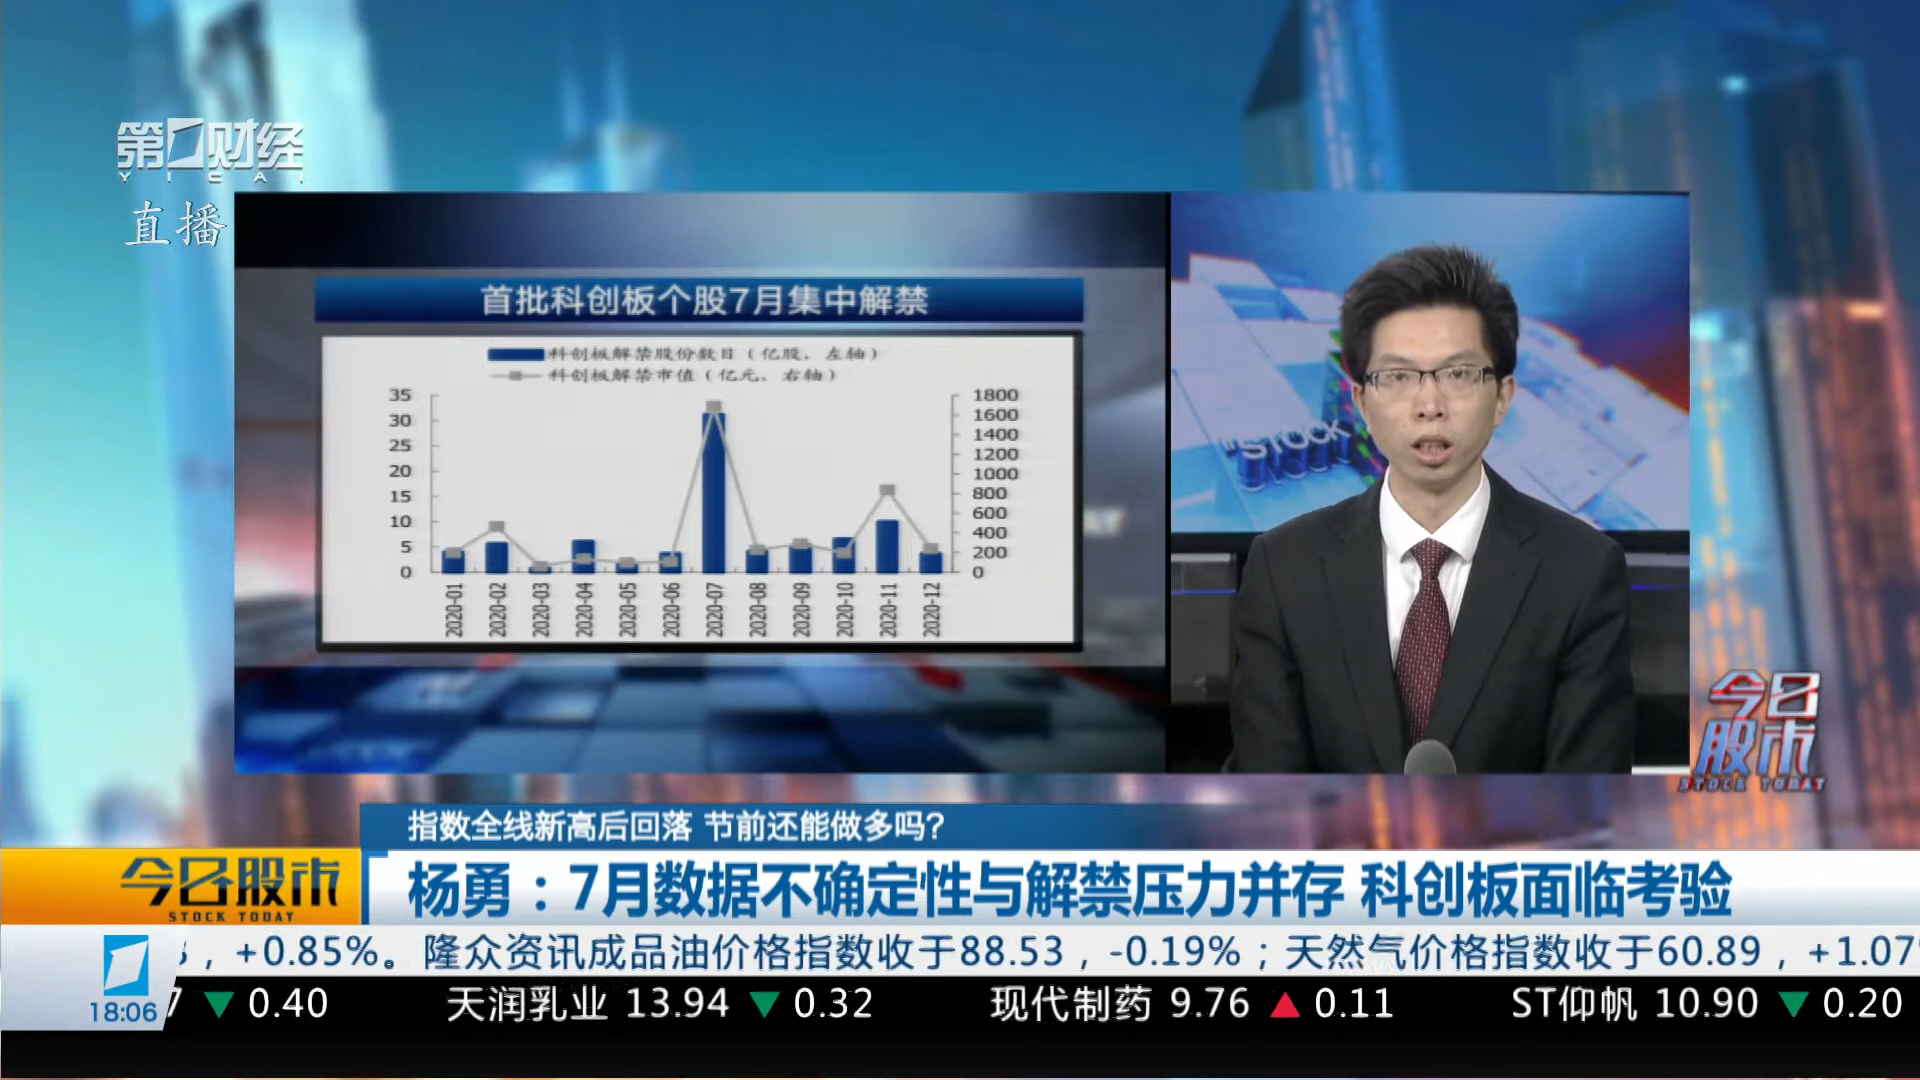 第一财经
YICAI
直播
首批科创板个股7月集中解禁
科创板解禁股份数目（亿股，左轴）
科创板解禁市值（亿元，右轴）
35
30
25
20
15
10
5
0
1800
1600
1400
1200
1000
800
600
400
200
0
2020-01
2020-02
2020-03
2020-04
2020-05
2020-06
2020-07
2020-08
2020-09
2020-10
2020-11
2020-12
STOCK
今日
股市
STOCK TODAY
指数全线新高后回落 节前还能做多吗？
今日股市
STOCK TODAY
杨勇：7月数据不确定性与解禁压力并存 科创板面临考验
，+0.85%。隆众资讯成品油价格指数收于88.53，-0.19%；天然气价格指数收于60.89，+1.07
18:06
7 ▼ 0.40 天润乳业 13.94 ▼ 0.32 现代制药 9.76 ▲ 0.11 ST仰帆 10.90 ▼ 0.20